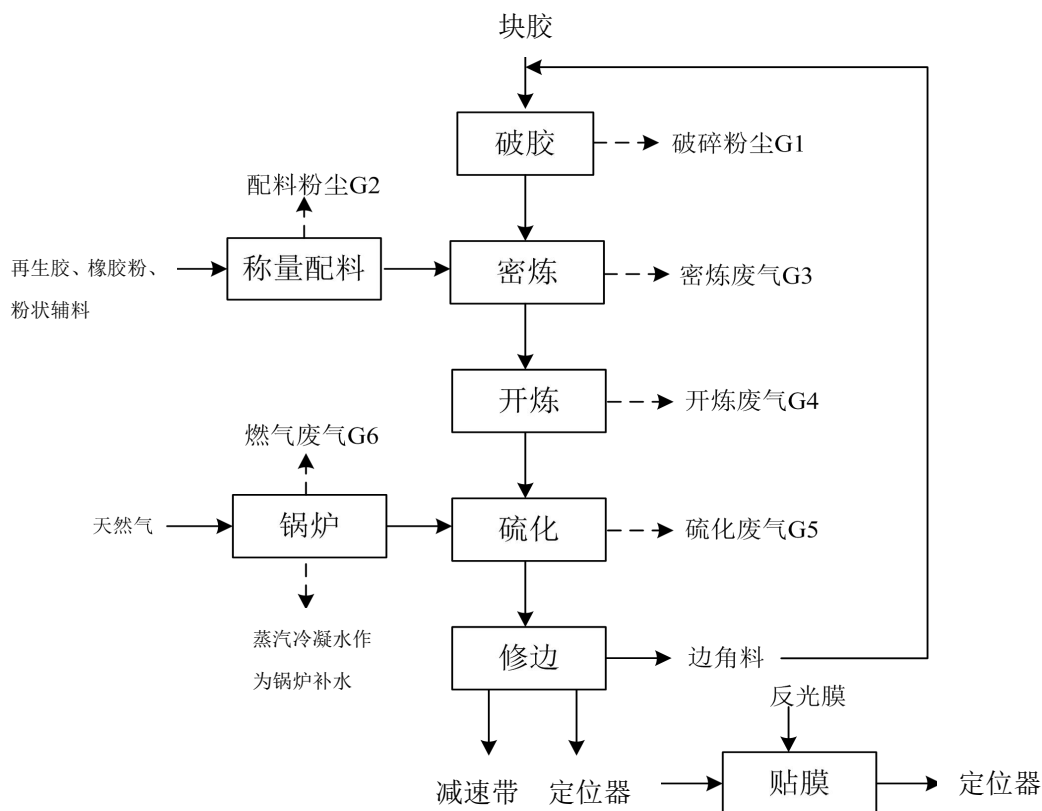 块胶
破胶
破碎粉尘G1
配料粉尘G2
再生胶、橡胶粉、
粉状辅料
称量配料
密炼
密炼废气G3
开炼
开炼废气G4
燃气废气G6
天然气
锅炉
硫化
硫化废气G5
蒸汽冷凝水作
为锅炉补水
修边
边角料
反光膜
减速带
定位器
贴膜
定位器